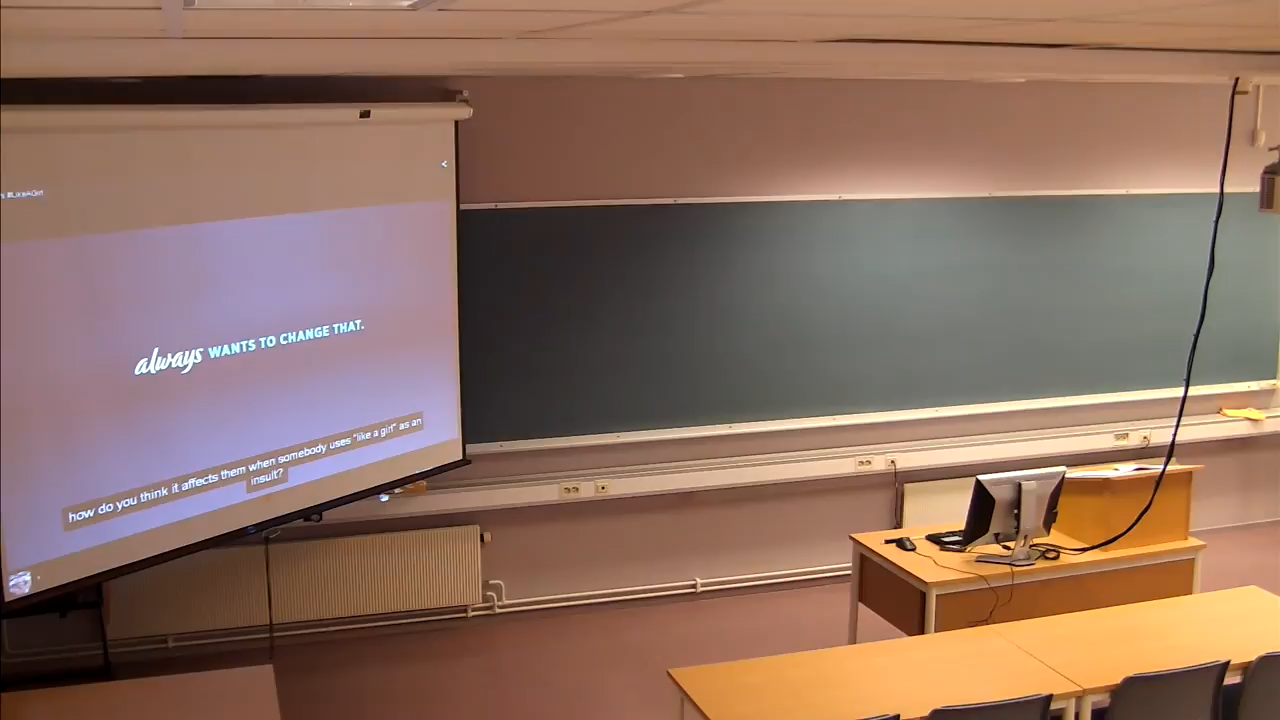 #LikeAGirl
always WANTS TO CHANGE THAT.
how do you think it affects them when somebody uses "like a girl" as an
insult?